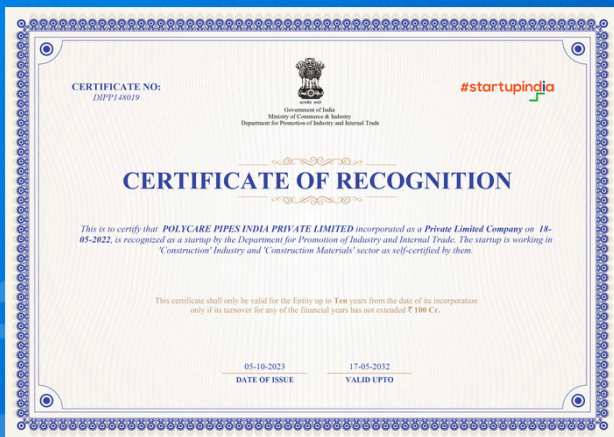 CERTIFICATE NO:
DIPP148019
सत्यमेव जयते
#startupindia
Government of India
Ministry of Commerce & Industry
Department for Promotion of Industry and Internal Trade
CERTIFICATE OF RECOGNITION
This is to certify that POLYCARE PIPES INDIA PRIVATE LIMITED incorporated as a Private Limited Company on 18-
05-2022, is recognized as a startup by the Department for Promotion of Industry and Internal Trade. The startup is working in
'Construction' Industry and 'Construction Materials' sector as self-certified by them.
This certificate shall only be valid for the Entity up to Ten years from the date of its incorporation
only if its turnover for any of the financial years has not extended ₹ 100 Cr.
05-10-2023
17-05-2032
DATE OF ISSUE
VALID UPTO